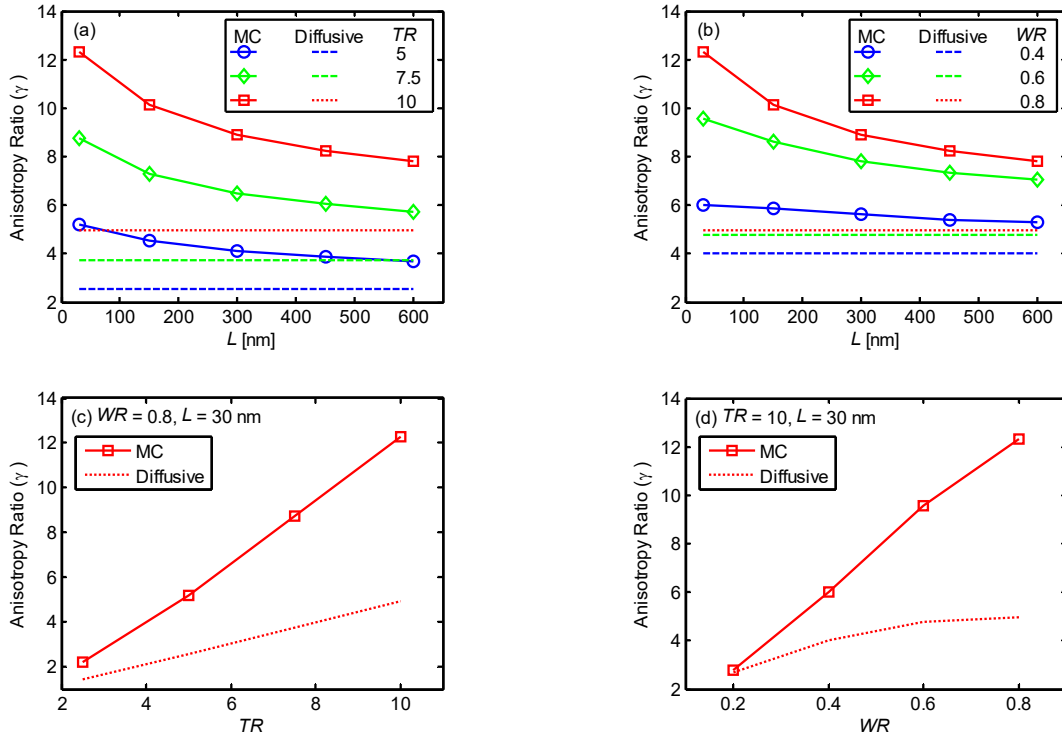 (a)
MC Diffusive TR
5
7.5
10
14
12
10
8
6
4
2
Anisotropy Ratio (γ)
0 100 200 300 400 500 600
L [nm]
(b)
MC Diffusive WR
0.4
0.6
0.8
14
12
10
8
6
4
2
Anisotropy Ratio (γ)
0 100 200 300 400 500 600
L [nm]
(c) WR = 0.8, L = 30 nm
MC
Diffusive
14
12
10
8
6
4
2
Anisotropy Ratio (γ)
2 4 6 8 10
TR
(d) TR = 10, L = 30 nm
MC
Diffusive
14
12
10
8
6
4
2
Anisotropy Ratio (γ)
0.2 0.4 0.6 0.8
WR